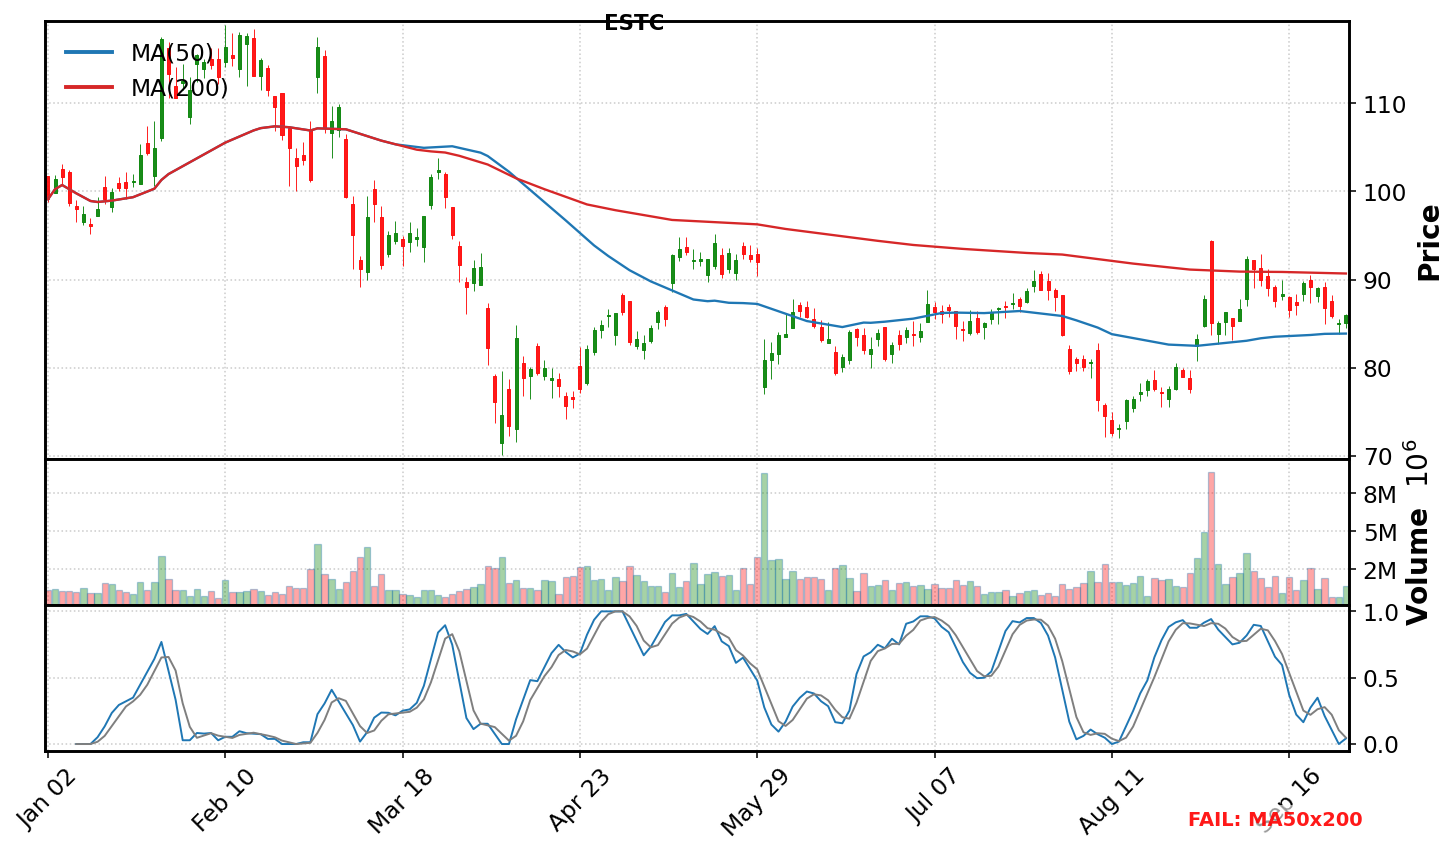 ESTC
MA(50)
MA(200)
110
100
90
80
70
Price
8M
5M
2M
Volume 10^6
1.0
0.5
0.0
Jan 02
Feb 10
Mar 18
Apr 23
May 29
Jul 07
Aug 11
Sep 16
FAIL: MA50x200